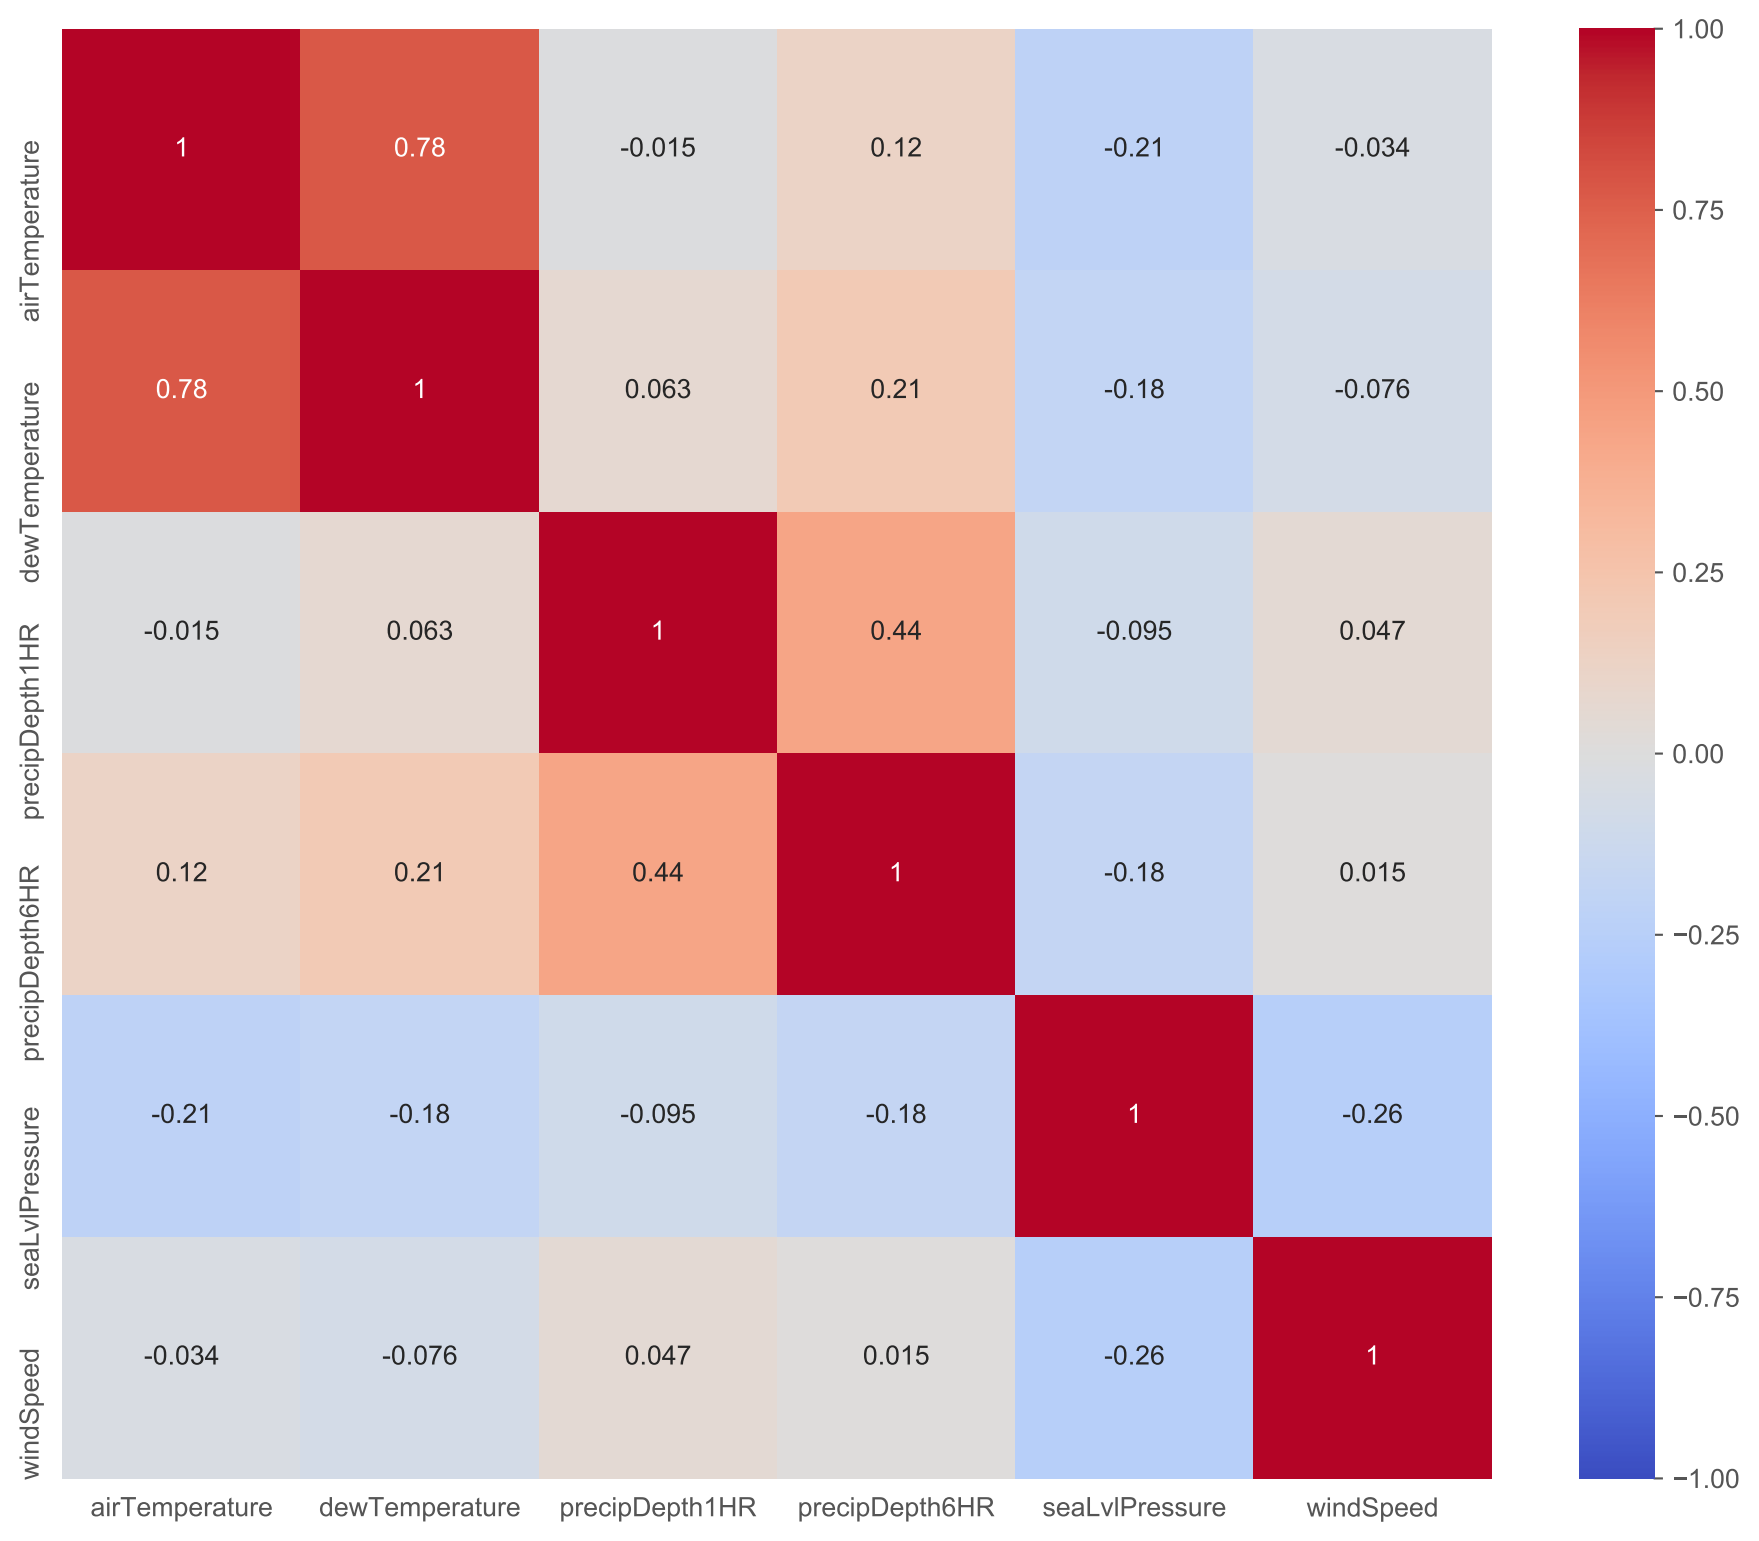 airTemperature 1 0.78 -0.015 0.12 -0.21 -0.034
dewTemperature 0.78 1 0.063 0.21 -0.18 -0.076
precipDepth1HR -0.015 0.063 1 0.44 -0.095 0.047
precipDepth6HR 0.12 0.21 0.44 1 -0.18 0.015
seaLvlPressure -0.21 -0.18 -0.095 -0.18 1 -0.26
windSpeed -0.034 -0.076 0.047 0.015 -0.26 1
airTemperature dewTemperature precipDepth1HR precipDepth6HR seaLvlPressure windSpeed
1.00
0.75
0.50
0.25
0.00
−0.25
−0.50
−0.75
−1.00